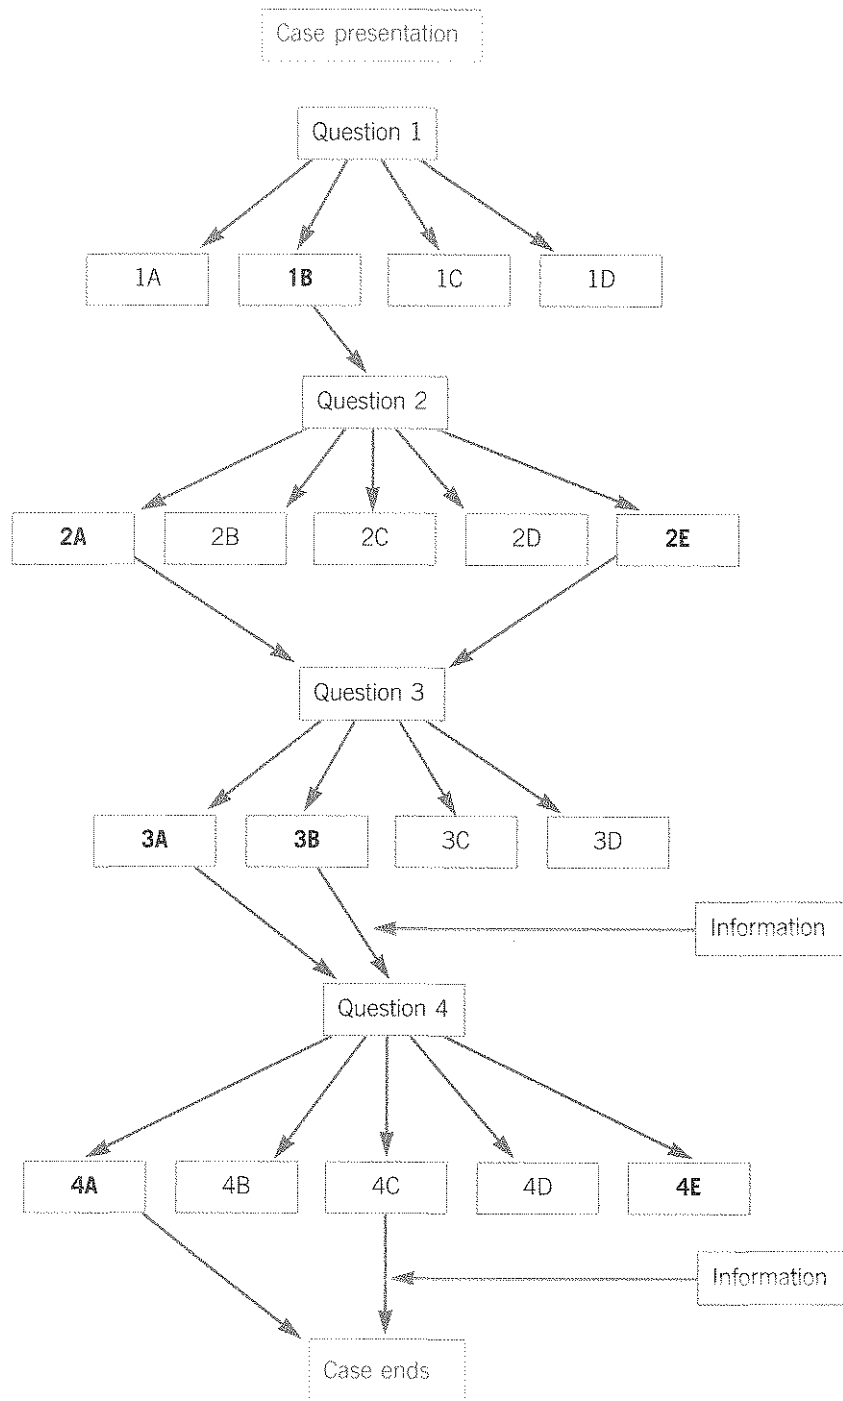 Case presentation
Question 1
1A 1B 1C 1D
Question 2
2A 2B 2C 2D 2E
Question 3
3A 3B 3C 3D
Information
Question 4
4A 4B 4C 4D 4E
Information
Case ends